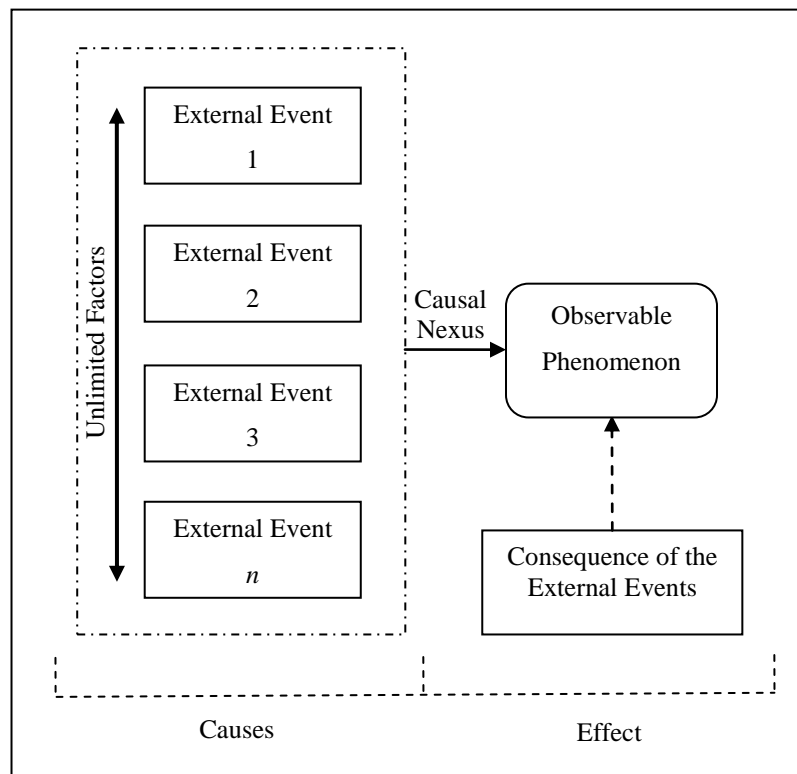 External Event
1
External Event
2
External Event
3
External Event
n
Unlimited Factors
Causal
Nexus
Observable
Phenomenon
Consequence of the
External Events
Causes
Effect